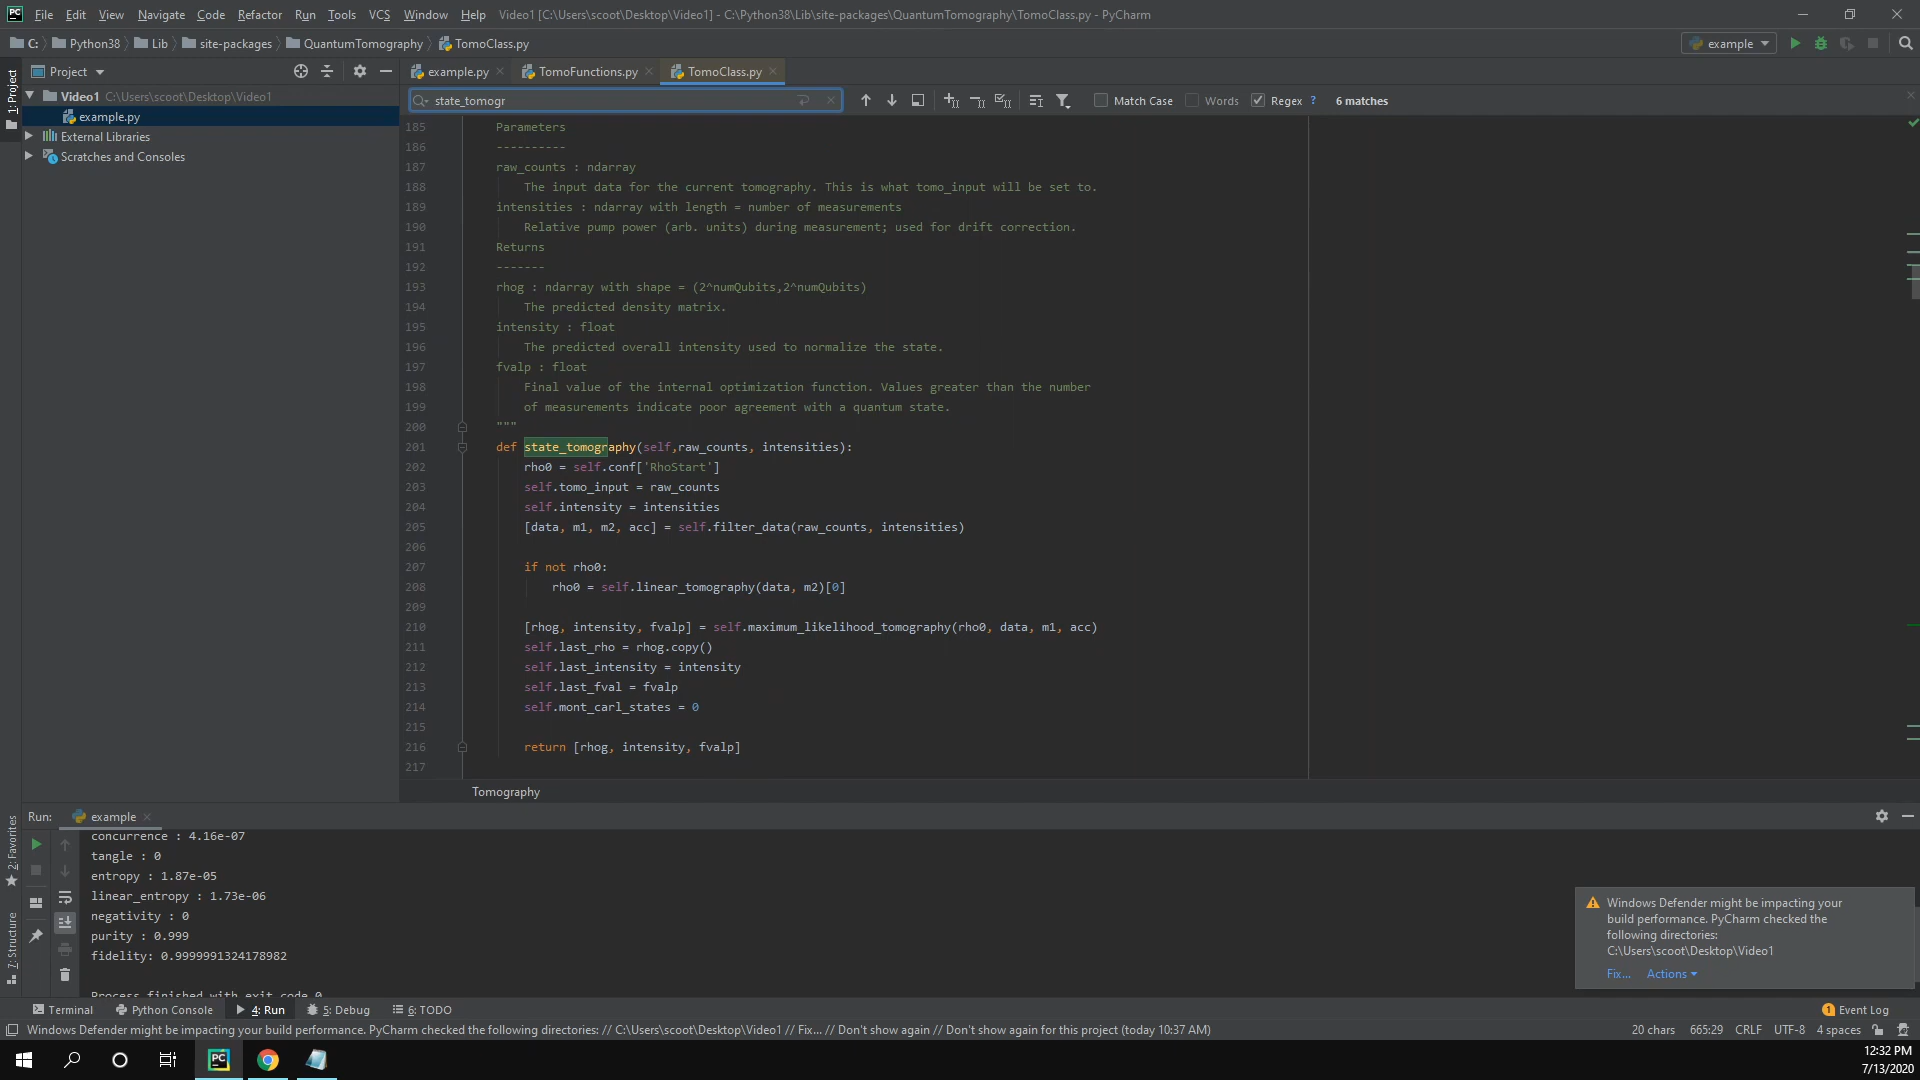 PC File Edit View Navigate Code Refactor Run Tools VCS Window Help Video1 [C:\Users\scoot\Desktop\Video1] - C:\Python38\Lib\site-packages\QuantumTomography\TomoClass.py - PyCharm
C: Python38 Lib site-packages QuantumTomography TomoClass.py example
1: Project
Project example.py TomoFunctions.py TomoClass.py
Video1 C:\Users\scoot\Desktop\Video1
example.py
External Libraries
Scratches and Consoles
state_tomogr Match Case Words Regex ? 6 matches
185 Parameters
186 ----------
187 raw_counts : ndarray
188 The input data for the current tomography. This is what tomo_input will be set to.
189 intensities : ndarray with length = number of measurements
190 Relative pump power (arb. units) during measurement; used for drift correction.
191 Returns
192 -------
193 rhog : ndarray with shape = (2^numQubits,2^numQubits)
194 The predicted density matrix.
195 intensity : float
196 The predicted overall intensity used to normalize the state.
197 fvalp : float
198 Final value of the internal optimization function. Values greater than the number
199 of measurements indicate poor agreement with a quantum state.
200 """
201 def state_tomography(self,raw_counts, intensities):
202 rho0 = self.conf['RhoStart']
203 self.tomo_input = raw_counts
204 self.intensity = intensities
205 [data, m1, m2, acc] = self.filter_data(raw_counts, intensities)
206
207 if not rho0:
208 rho0 = self.linear_tomography(data, m2)[0]
209
210 [rhog, intensity, fvalp] = self.maximum_likelihood_tomography(rho0, data, m1, acc)
211 self.last_rho = rhog.copy()
212 self.last_intensity = intensity
213 self.last_fval = fvalp
214 self.mont_carl_states = 0
215
216 return [rhog, intensity, fvalp]
217
Tomography
2: Favorites
7: Structure
Run: example
concurrence : 4.16e-07
tangle : 0
entropy : 1.87e-05
linear_entropy : 1.73e-06
negativity : 0
purity : 0.999
fidelity: 0.9999991324178982
Process finished with exit code 0
Windows Defender might be impacting your
build performance. PyCharm checked the
following directories:
C:\Users\scoot\Desktop\Video1
Fix... Actions
Terminal Python Console 4: Run 5: Debug 6: TODO 1 Event Log
Windows Defender might be impacting your build performance. PyCharm checked the following directories: // C:\Users\scoot\Desktop\Video1 // Fix... // Don't show again // Don't show again for this project (today 10:37 AM) 20 chars 665:29 CRLF UTF-8 4 spaces
PC
12:32 PM
7/13/2020